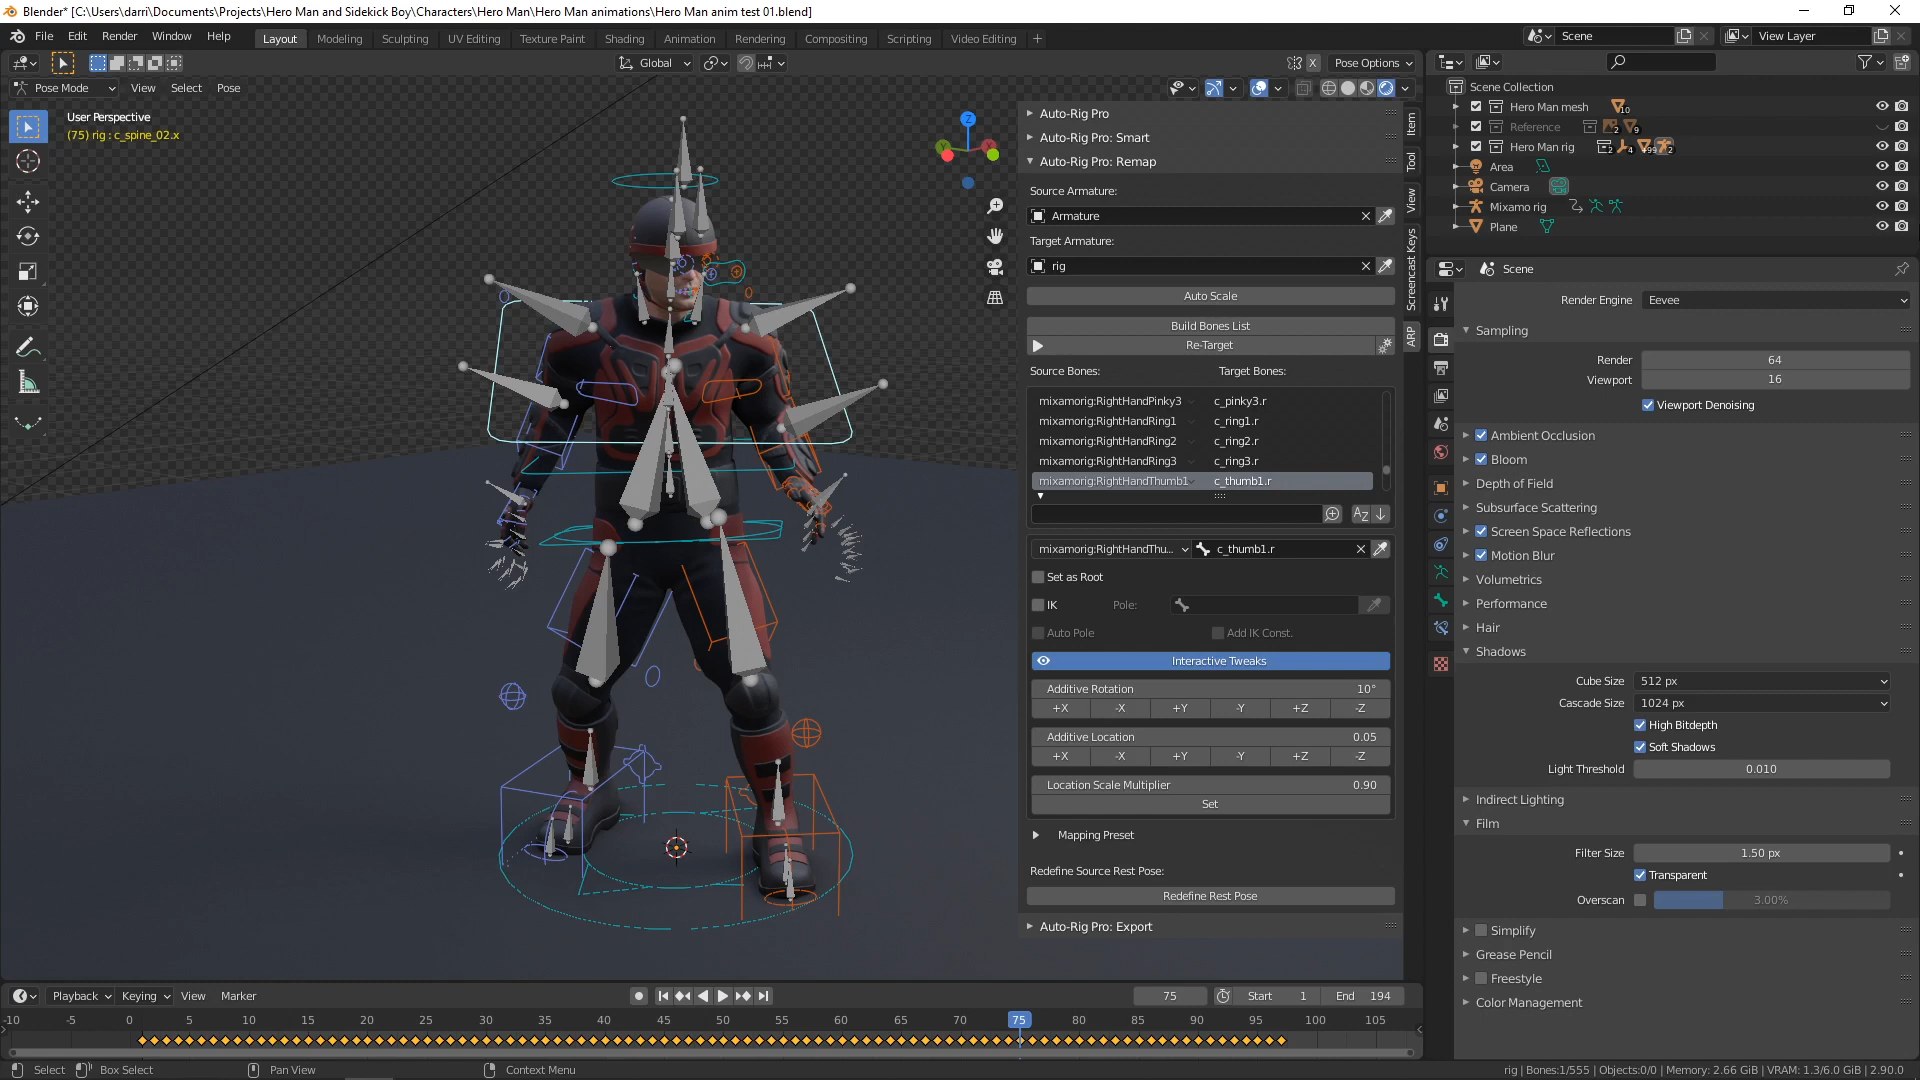 Blender* [C:\Users\darri\Documents\Projects\Hero Man and Sidekick Boy\Characters\Hero Man\Hero Man animations\Hero Man anim test 01.blend]
File Edit Render Window Help Layout Modeling Sculpting UV Editing Texture Paint Shading Animation Rendering Compositing Scripting Video Editing + Scene View Layer
Global X Pose Options
Pose Mode View Select Pose
User Perspective
(75) rig : c_spine_02.x
Z
Auto-Rig Pro
Auto-Rig Pro: Smart
Auto-Rig Pro: Remap
Source Armature:
Armature
Target Armature:
rig
Auto Scale
Build Bones List
Re-Target
Source Bones: Target Bones:
mixamorig:RightHandPinky3 c_pinky3.r
mixamorig:RightHandRing1 c_ring1.r
mixamorig:RightHandRing2 c_ring2.r
mixamorig:RightHandRing3 c_ring3.r
mixamorig:RightHandThumb1 c_thumb1.r
AZ
mixamorig:RightHandThu... c_thumb1.r
Set as Root
IK Pole:
Auto Pole Add IK Const.
Interactive Tweaks
Additive Rotation 10°
+X -X +Y -Y +Z -Z
Additive Location 0.05
+X -X +Y -Y +Z -Z
Location Scale Multiplier 0.90
Set
Mapping Preset
Redefine Source Rest Pose:
Redefine Rest Pose
Auto-Rig Pro: Export
Item
Tool
View
Screencast Keys
ARP
Scene Collection
Hero Man mesh 10
Reference 2 9
Hero Man rig 2 4 +99 2
Area
Camera
Mixamo rig
Plane
Scene
Render Engine Eevee
Sampling
Render 64
Viewport 16
Viewport Denoising
Ambient Occlusion
Bloom
Depth of Field
Subsurface Scattering
Screen Space Reflections
Motion Blur
Volumetrics
Performance
Hair
Shadows
Cube Size 512 px
Cascade Size 1024 px
High Bitdepth
Soft Shadows
Light Threshold 0.010
Indirect Lighting
Film
Filter Size 1.50 px
Transparent
Overscan 3.00%
Simplify
Grease Pencil
Freestyle
Color Management
Playback Keying View Marker 75 Start 1 End 194
-10 -5 0 5 10 15 20 25 30 35 40 45 50 55 60 65 70 75 80 85 90 95 100 105
Select Box Select Pan View Context Menu rig | Bones:1/555 | Objects:0/0 | Memory: 2.66 GiB | VRAM: 1.3/6.0 GiB | 2.90.0